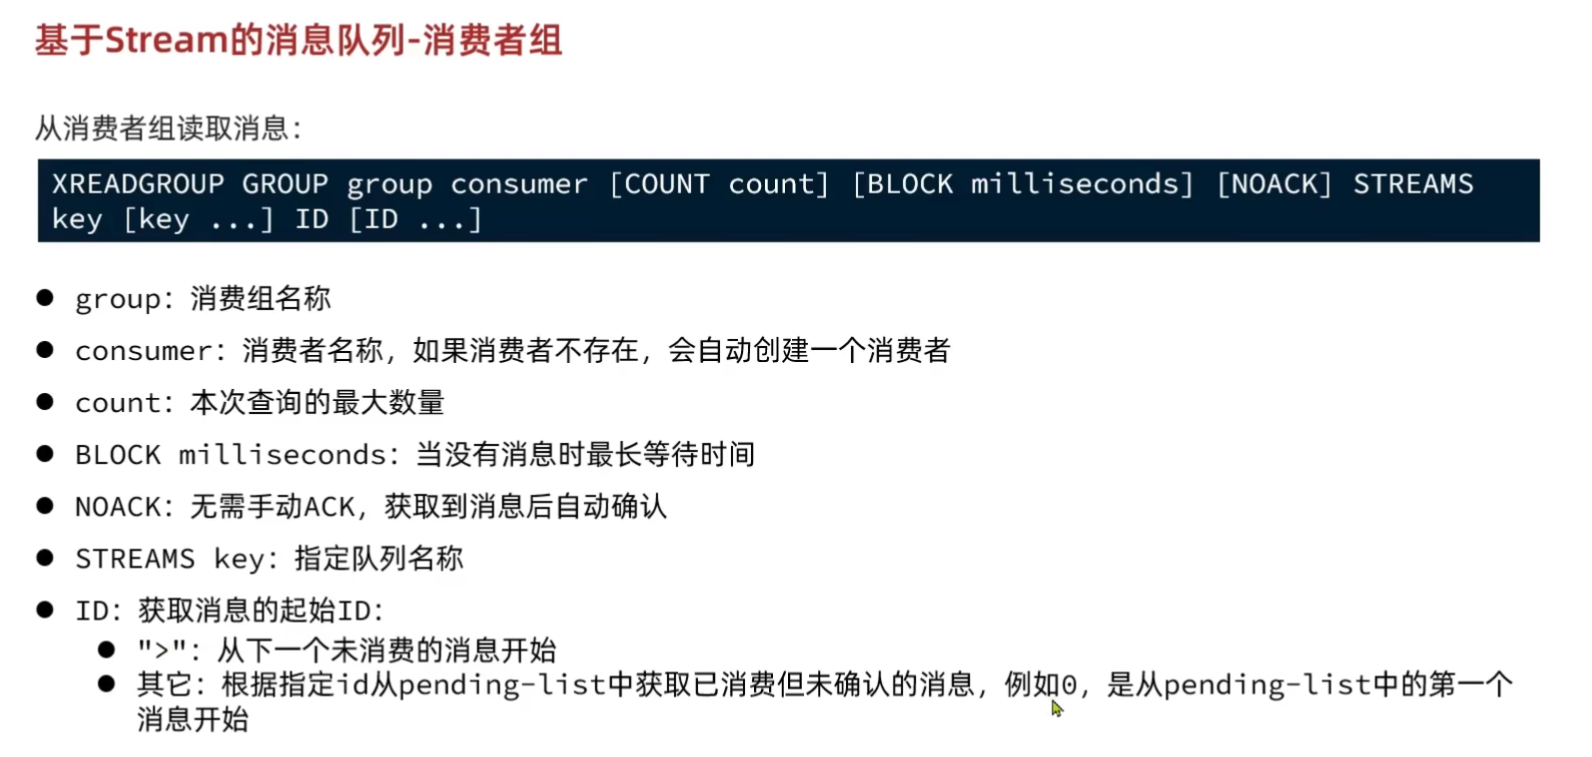 基于Stream的消息队列-消费者组
从消费者组读取消息：
XREADGROUP GROUP group consumer [COUNT count] [BLOCK milliseconds] [NOACK] STREAMS
key [key ...] ID [ID ...]
● group：消费组名称
● consumer：消费者名称，如果消费者不存在，会自动创建一个消费者
● count：本次查询的最大数量
● BLOCK milliseconds：当没有消息时最长等待时间
● NOACK：无需手动ACK，获取到消息后自动确认
● STREAMS key：指定队列名称
● ID：获取消息的起始ID：
● ">"：从下一个未消费的消息开始
● 其它：根据指定id从pending-list中获取已消费但未确认的消息，例如0，是从pending-list中的第一个
消息开始